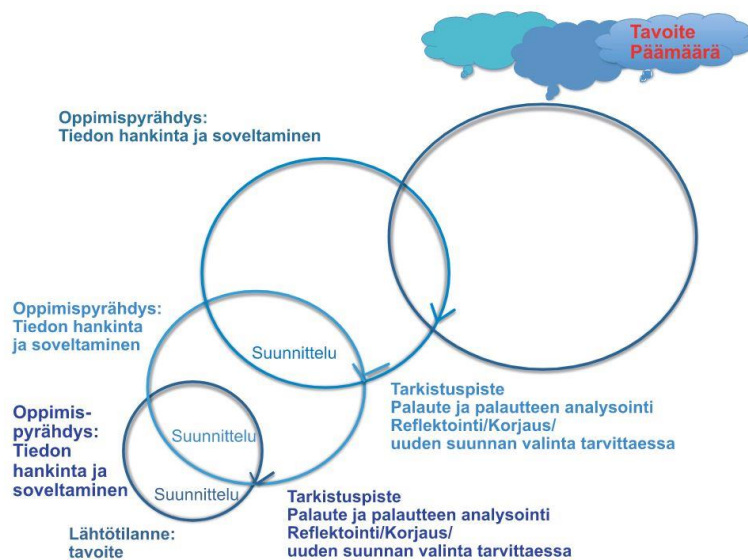 Tavoite
Päämäärä
Oppimispyrähdys:
Tiedon hankinta ja soveltaminen
Oppimispyrähdys:
Tiedon hankinta
ja soveltaminen
Suunnittelu
Tarkistuspiste
Palaute ja palautteen analysointi
Reflektointi/Korjaus/
uuden suunnan valinta tarvittaessa
Oppimis-
pyrähdys:
Tiedon
hankinta ja
soveltaminen
Suunnittelu
Suunnittelu
Tarkistuspiste
Palaute ja palautteen analysointi
Reflektointi/Korjaus/
uuden suunnan valinta tarvittaessa
Lähtötilanne:
tavoite